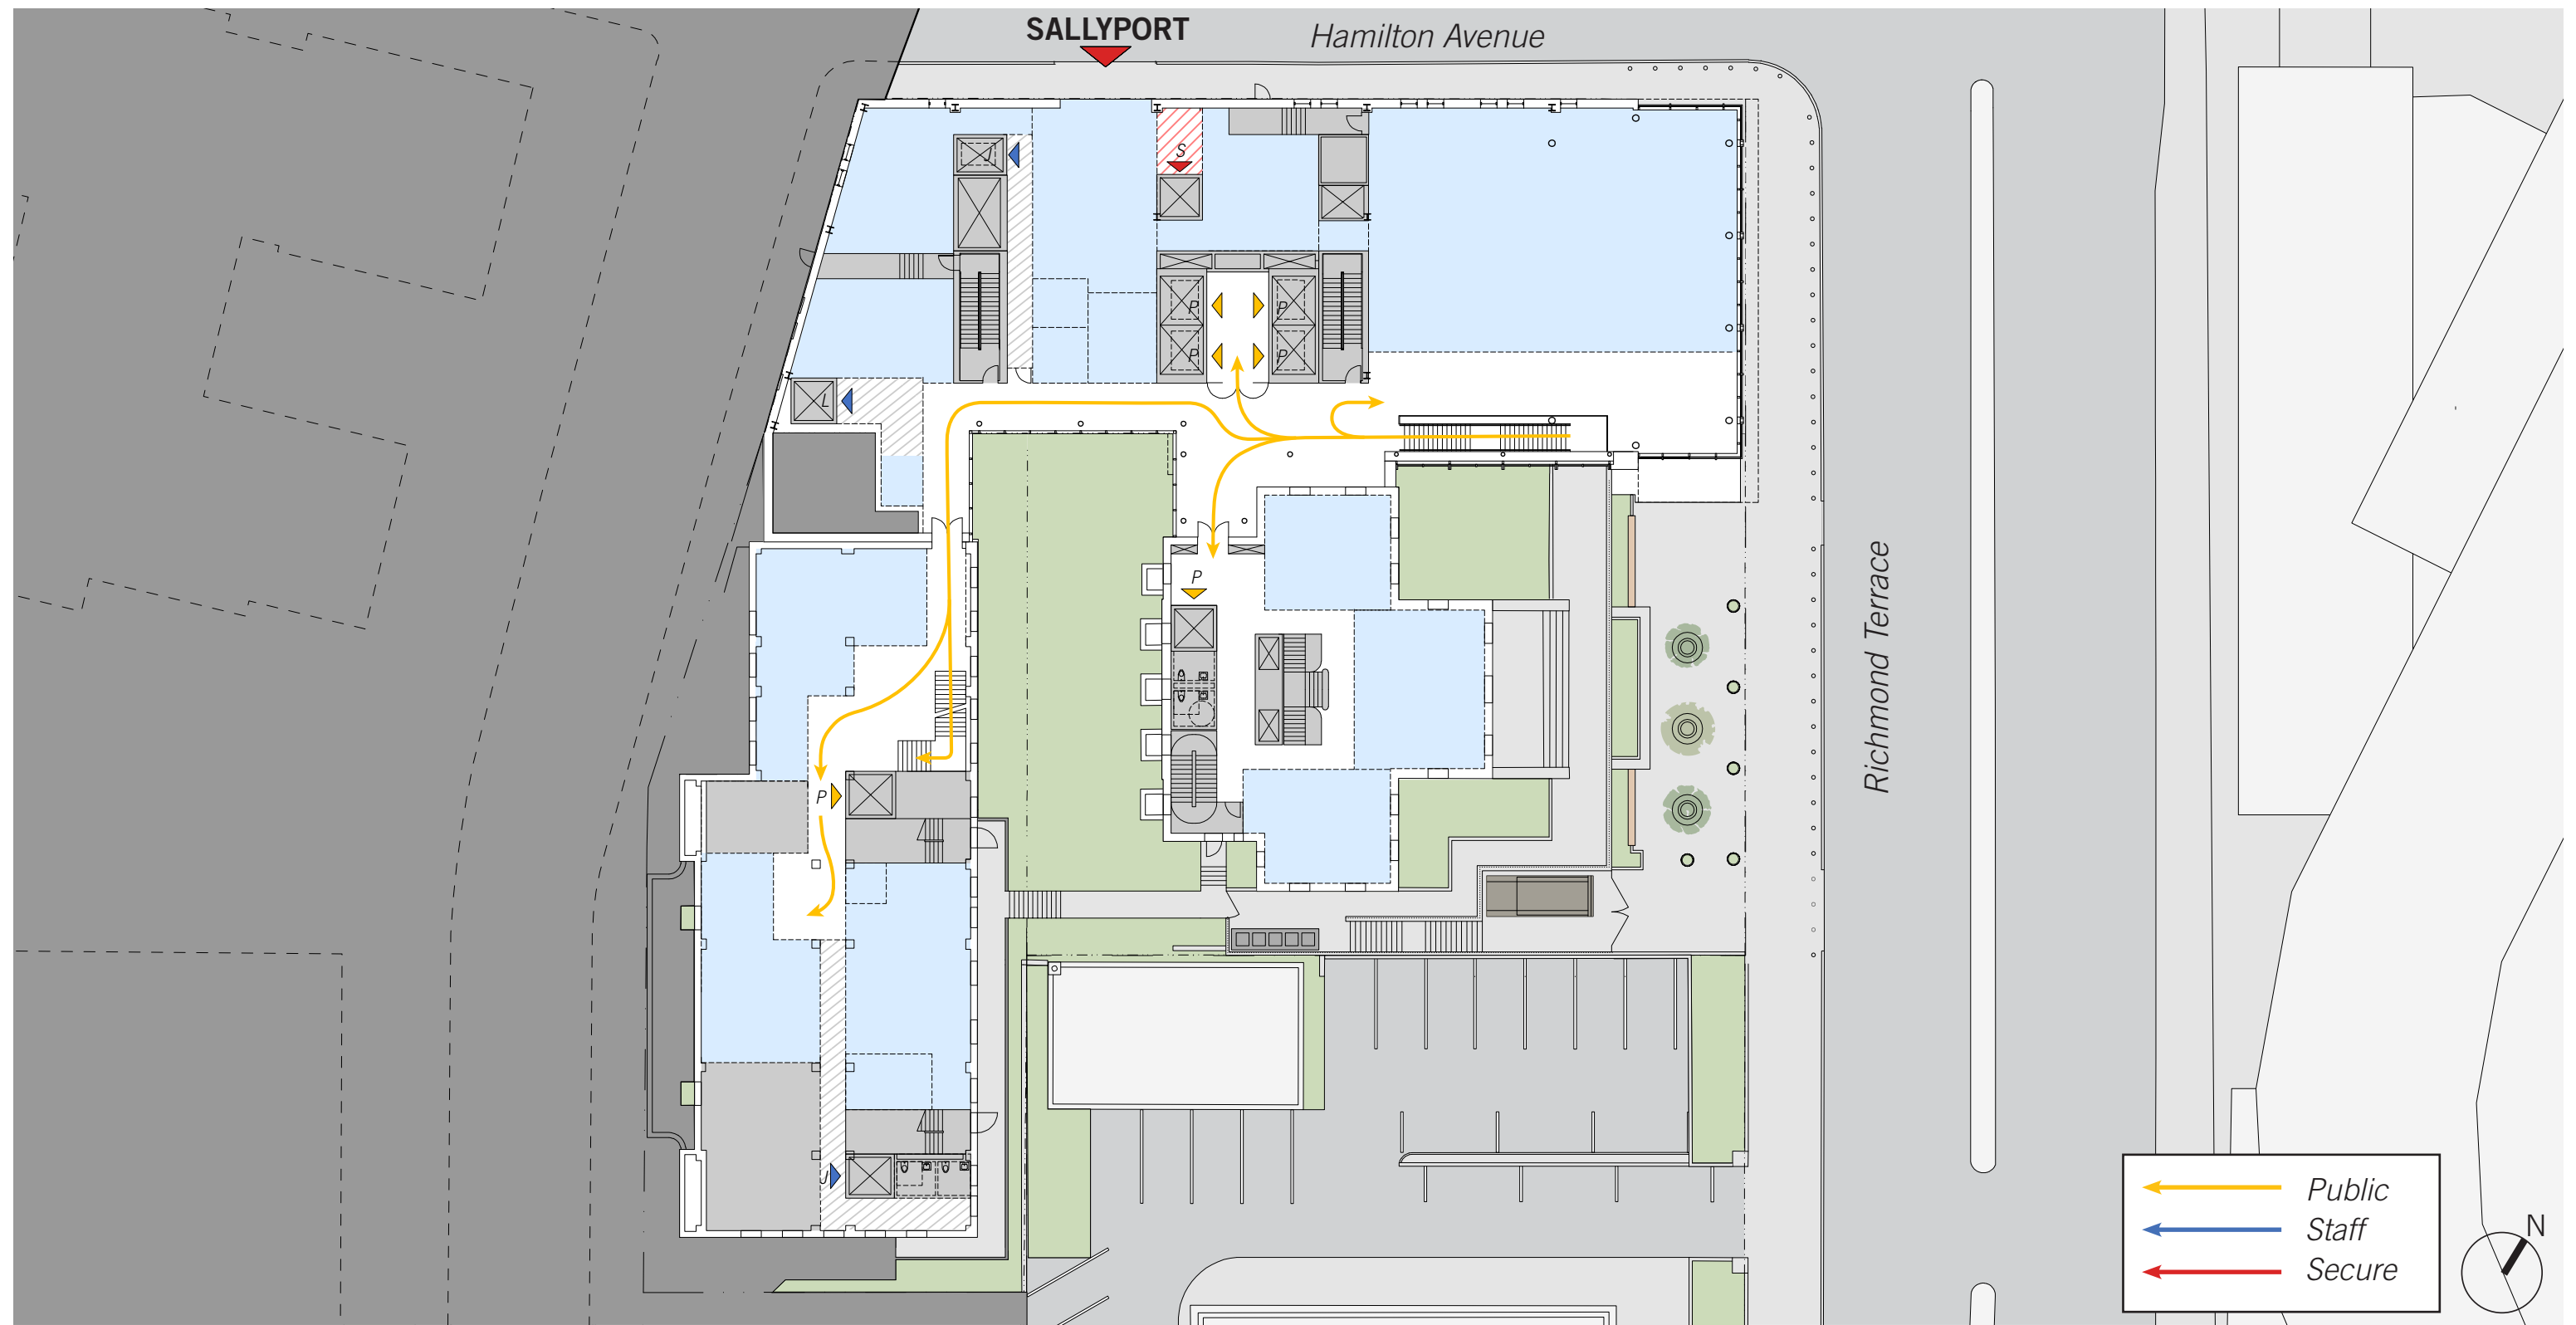 SALLYPORT
Hamilton Avenue
J
S
P
P
P
P
L
P
Richmond Terrace
P
J
Public
Staff
Secure
N